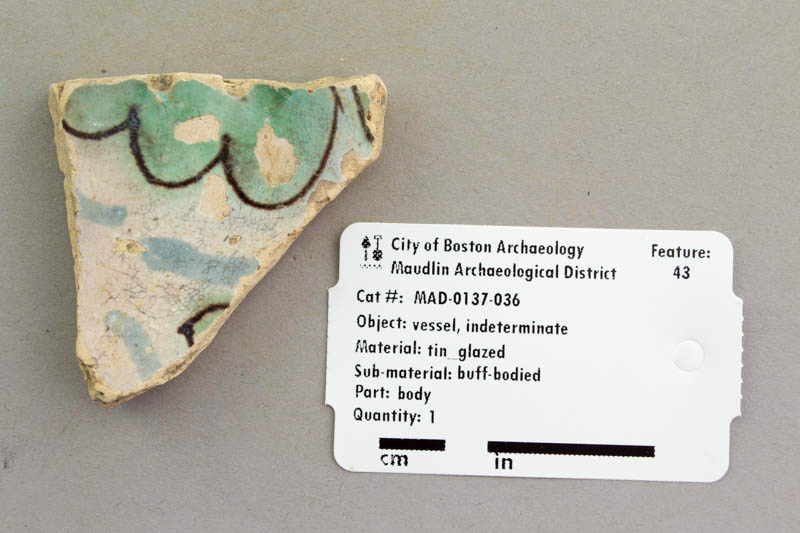 City of Boston Archaeology
Maudlin Archaeological District
Feature:
43
Cat #: MAD-0137-036
Object: vessel, indeterminate
Material: tin_glazed
Sub-material: buff-bodied
Part: body
Quantity: 1
cm
in